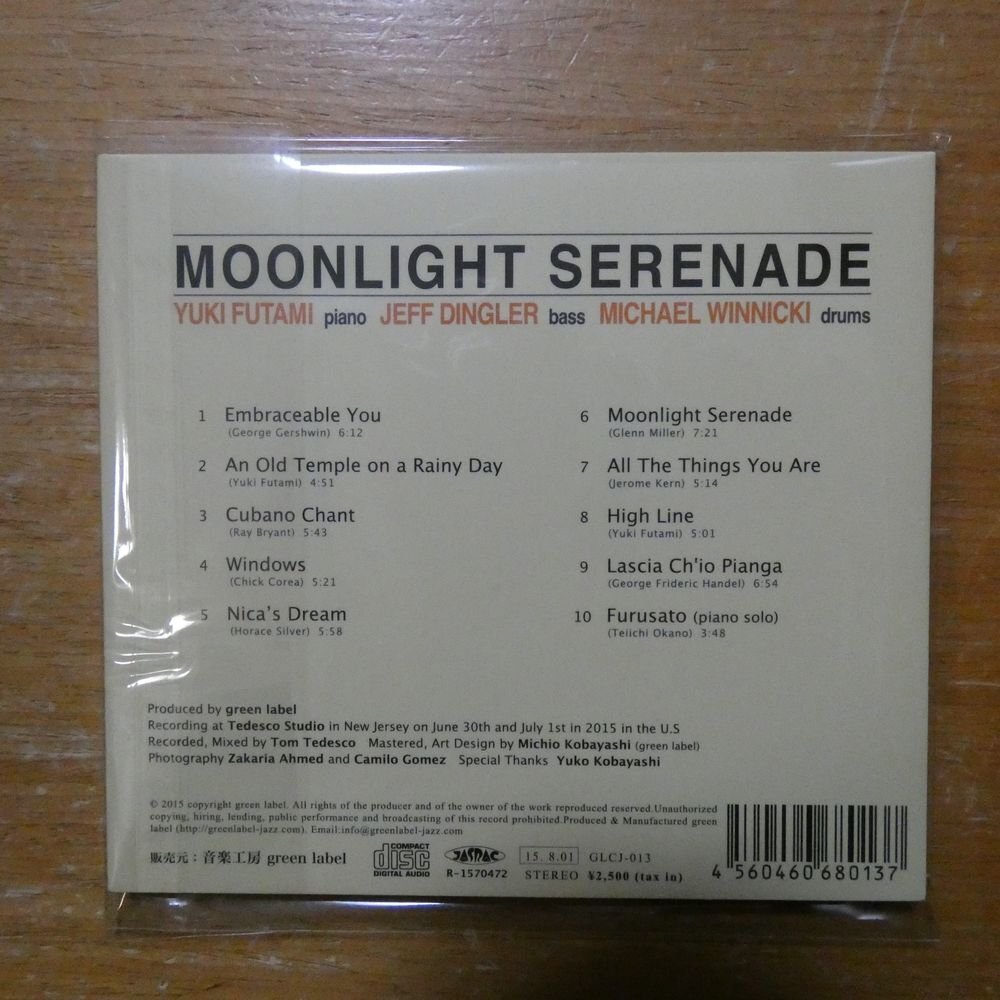 MOONLIGHT SERENADE
YUKI FUTAMI piano JEFF DINGLER bass MICHAEL WINNICKI drums
1 Embraceable You
(George Gershwin) 6:12
2 An Old Temple on a Rainy Day
(Yuki Futami) 4:51
3 Cubano Chant
(Ray Bryant) 5:43
4 Windows
(Chick Corea) 5:21
5 Nica's Dream
(Horace Silver) 5:58
6 Moonlight Serenade
(Glenn Miller) 7:21
7 All The Things You Are
(Jerome Kern) 5:14
8 High Line
(Yuki Futami) 5:01
9 Lascia Ch'io Pianga
(George Frideric Handel) 6:54
10 Furusato (piano solo)
(Teiichi Okano) 3:48
Produced by green label
Recording at Tedesco Studio in New Jersey on June 30th and July 1st in 2015 in the U.S
Recorded, Mixed by Tom Tedesco Mastered, Art Design by Michio Kobayashi (green label)
Photography Zakaria Ahmed and Camilo Gomez Special Thanks Yuko Kobayashi
© 2015 copyright green label. All rights of the producer and of the owner of the work reproduced reserved.Unauthorized
copying, hiring, lending, public performance and broadcasting of this record prohibited.Produced & Manufactured green
label (http://greenlabel-jazz.com). Email:info@greenlabel-jazz.com
販売元：音楽工房 green label
COMPACT
disc
DIGITAL AUDIO
JASRAC
R-1570472
15.8.01 GLCJ-013
STEREO ¥2,500 (tax in)
4 560460 680137